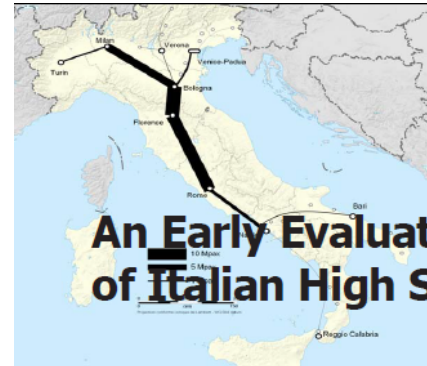 Milan
Verona
Turin
Venice-Padua
Bologna
Florence
Rome
Bari
An Early Evaluat
10 Mpax
5 Mpax
of Italian High S
Reggio Calabria